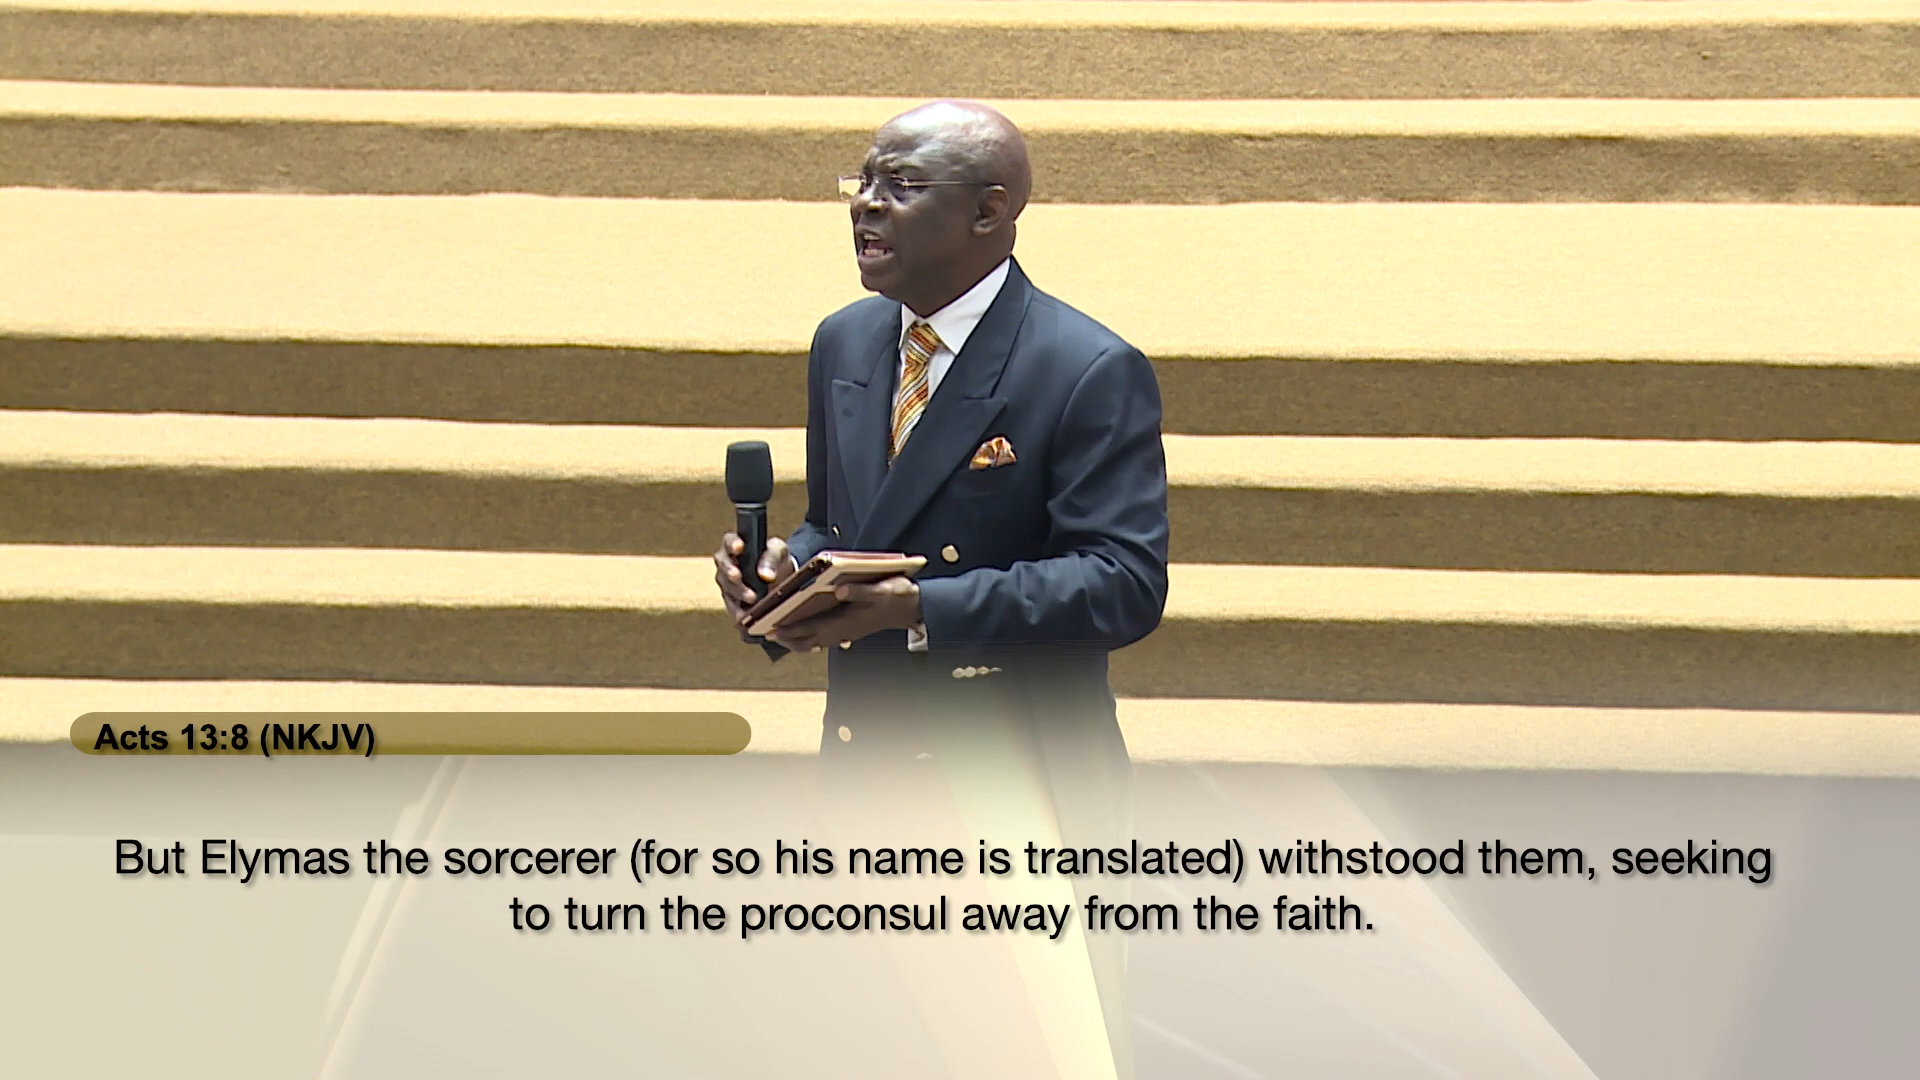 Acts 13:8 (NKJV)
But Elymas the sorcerer (for so his name is translated) withstood them, seeking
to turn the proconsul away from the faith.